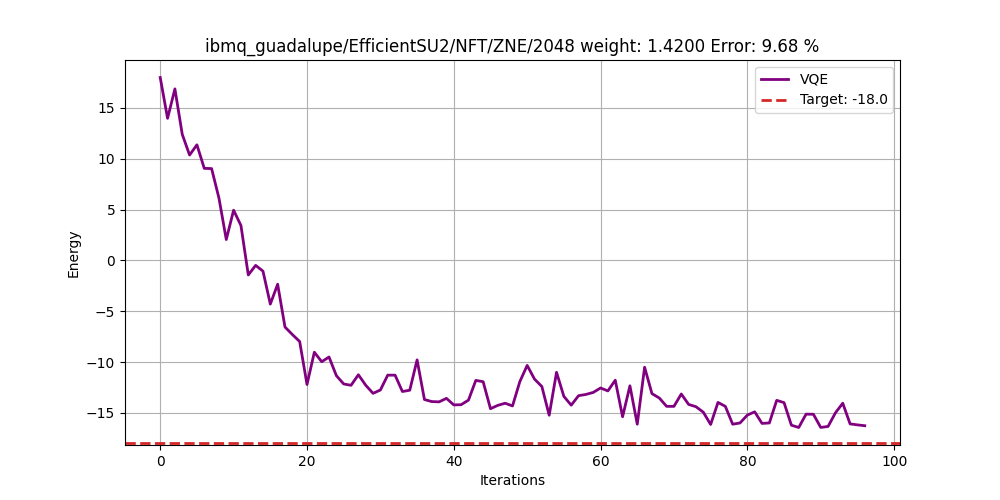 ibmq_guadalupe/EfficientSU2/NFT/ZNE/2048 weight: 1.4200 Error: 9.68 %
VQE
Target: -18.0
Energy
15
10
5
0
−5
−10
−15
0 20 40 60 80 100
Iterations